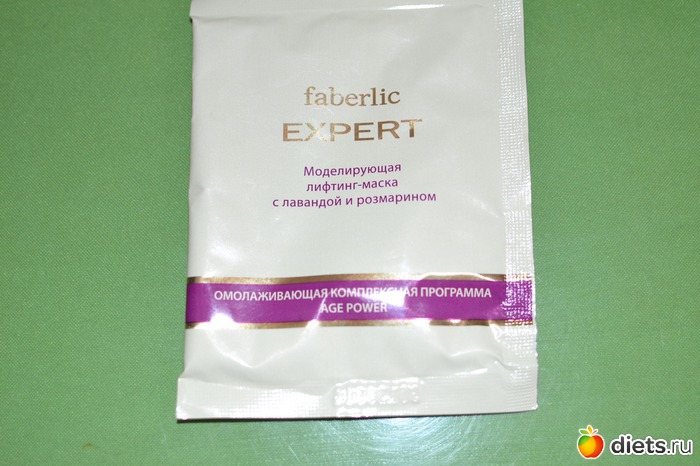 faberlic
EXPERT
Моделирующая
лифтинг-маска
с лавандой и розмарином
ОМОЛАЖИВАЮЩАЯ КОМПЛЕКСНАЯ ПРОГРАММА
AGE POWER
diets.ru